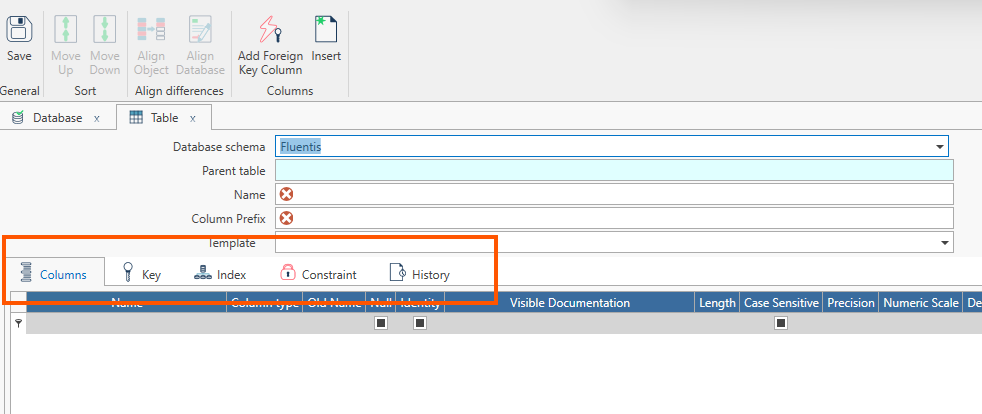 Save
Move Up
Move Down
Align Object
Align Database
Add Foreign Key Column
Insert
General
Sort
Align differences
Columns
Database x
Table x
Database schema Fluentis
Parent table
Name
Column Prefix
Template
Columns Key Index Constraint History
Name Column type Old Name Null Identity Visible Documentation Length Case Sensitive Precision Numeric Scale De